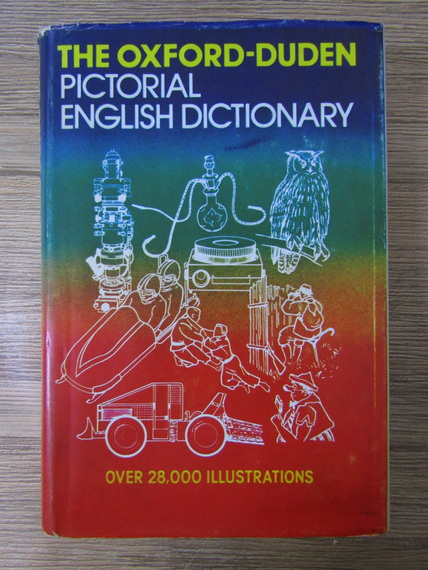 THE OXFORD-DUDEN
PICTORIAL
ENGLISH DICTIONARY
OVER 28,000 ILLUSTRATIONS